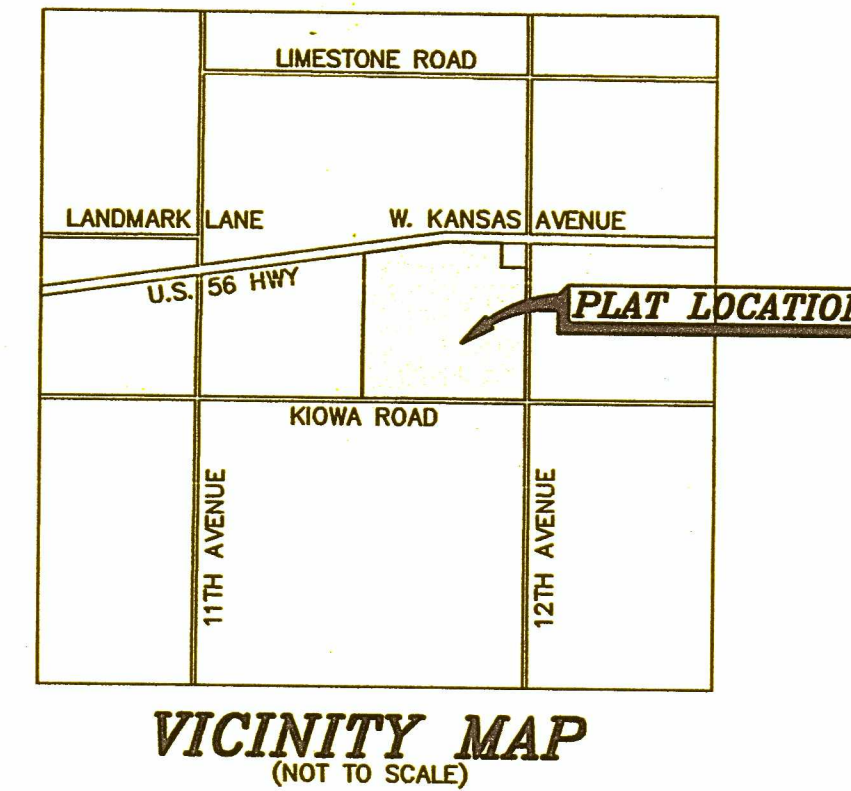 LIMESTONE ROAD
LANDMARK LANE
W. KANSAS AVENUE
U.S. 56 HWY
PLAT LOCATION
KIOWA ROAD
11TH AVENUE
12TH AVENUE
VICINITY MAP
(NOT TO SCALE)